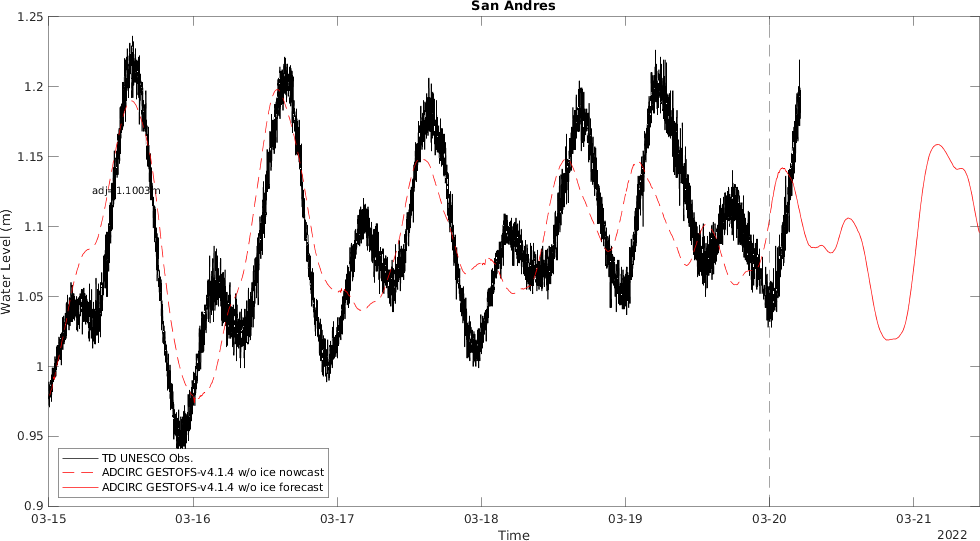 San Andres
1.25
1.2
1.15
1.1
1.05
1
0.95
0.9
Water Level (m)
adj=1.1003m
TD UNESCO Obs.
ADCIRC GESTOFS-v4.1.4 w/o ice nowcast
ADCIRC GESTOFS-v4.1.4 w/o ice forecast
03-15 03-16 03-17 03-18 03-19 03-20 03-21
Time
2022